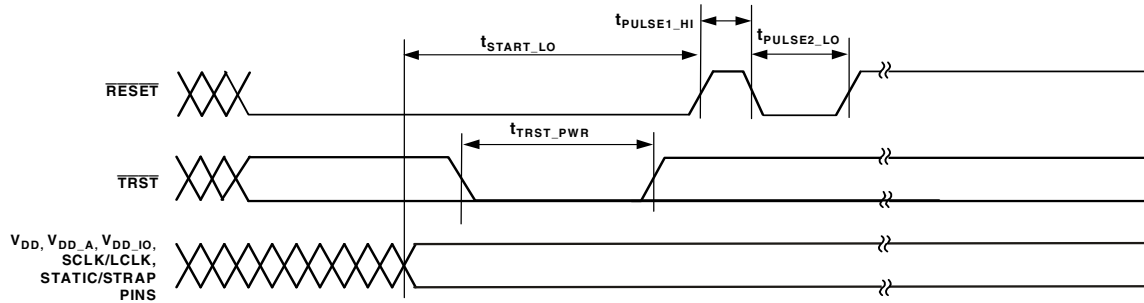 tPULSE1_HI
tSTART_LO
tPULSE2_LO
RESET
tTRST_PWR
TRST
VDD, VDD_A, VDD_IO,
SCLK/LCLK,
STATIC/STRAP
PINS